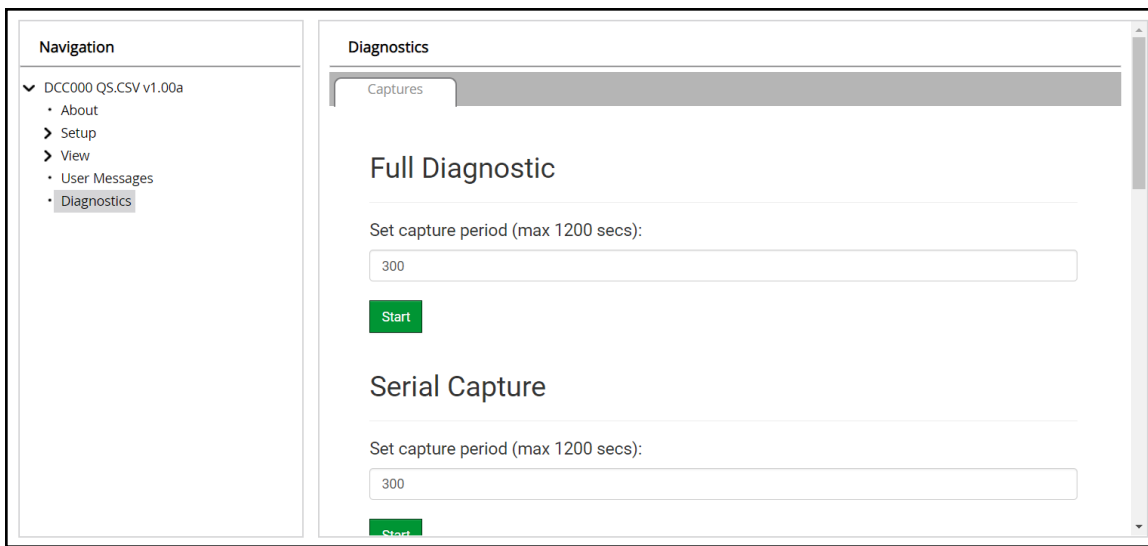 Navigation
DCC000 QS.CSV v1.00a
About
Setup
View
User Messages
Diagnostics
Diagnostics
Captures
Full Diagnostic
Set capture period (max 1200 secs):
300
Start
Serial Capture
Set capture period (max 1200 secs):
300
Start